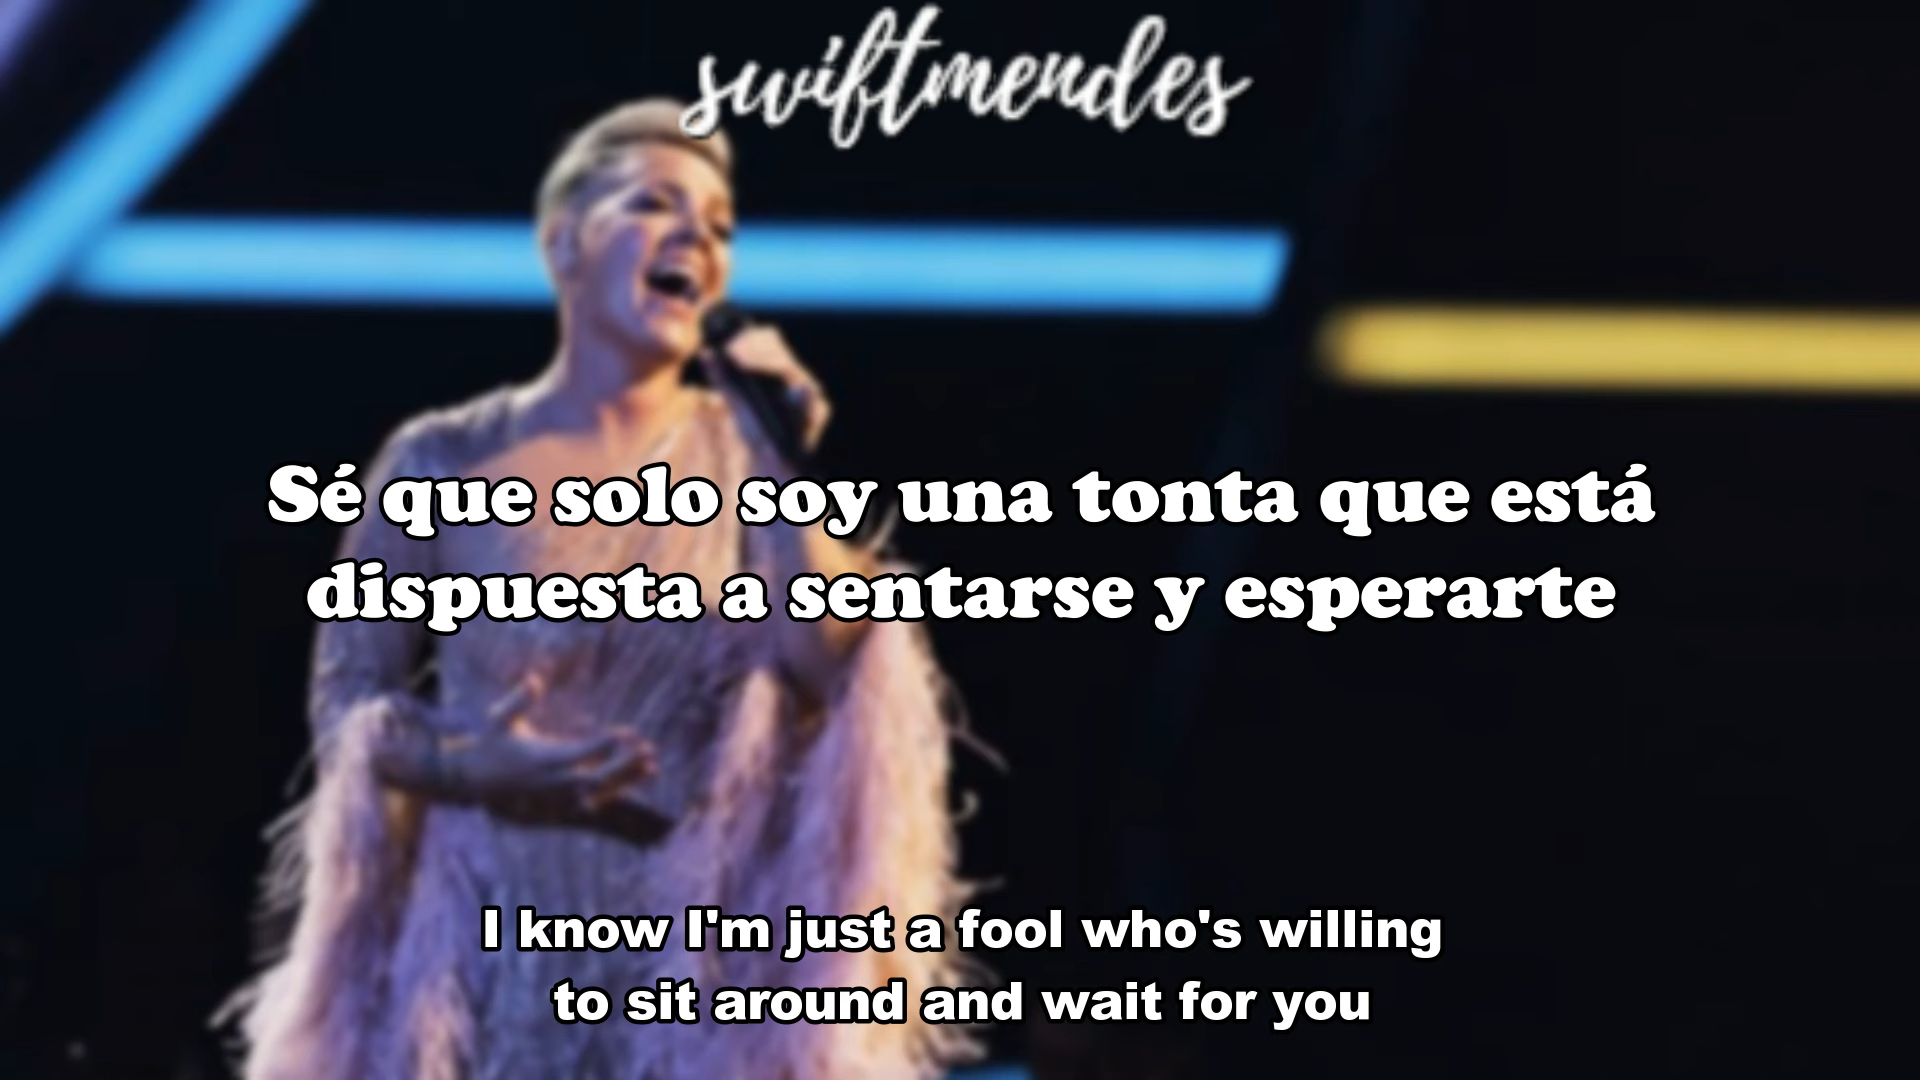 swiftmendes
Sé que solo soy una tonta que está
dispuesta a sentarse y esperarte
I know I'm just a fool who's willing
to sit around and wait for you